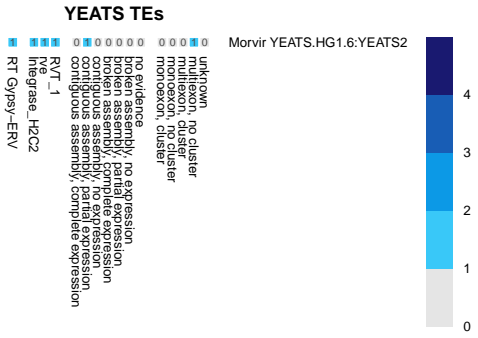 YEATS TEs
1 1 1 1 0 1 0 0 0 0 0 0 0 0 1 0 Morvir YEATS.HG1.6:YEATS2
RT Gypsy−ERV
Integrase_H2C2
rve
RVT_1
contiguous assembly, complete expression
contiguous assembly, partial expression
contiguous assembly, no expression
broken assembly, complete expression
broken assembly, partial expression
broken assembly, no expression
no evidence
monoexon, cluster
monoexon, no cluster
multiexon, cluster
multiexon, no cluster
unknown
4
3
2
1
0